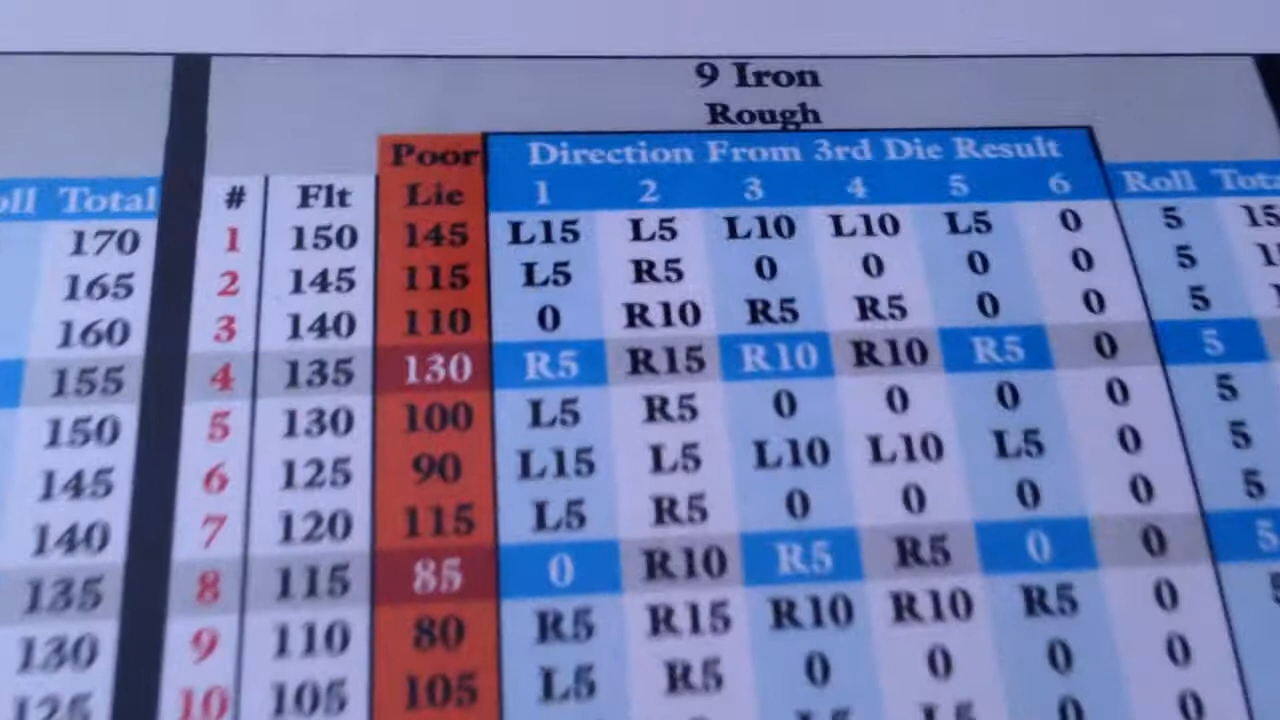 9 Iron
Rough
Poor Direction From 3rd Die Result
Total # Flt Lie 1 2 3 4 5 6 Roll
170 1 150 145 L15 L5 L10 L10 L5 0 5
165 2 145 115 L5 R5 0 0 0 0 5
160 3 140 110 0 R10 R5 R5 0 0 5
155 4 135 130 R5 R15 R10 R10 R5 0 5
150 5 130 100 L5 R5 0 0 0 0 5
145 6 125 90 L15 L5 L10 L10 L5 0 5
140 7 120 115 L5 R5 0 0 0 0 5
135 8 115 85 0 R10 R5 R5 0 0 5
130 9 110 80 R5 R15 R10 R10 R5 0
125 10 105 105 L5 R5 0 0 0 0